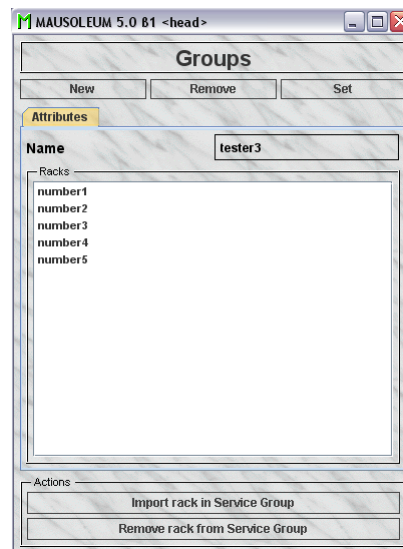 MAUSOLEUM 5.0 ß1 <head>
Groups
New Remove Set
Attributes
Name tester3
Racks
number1
number2
number3
number4
number5
Actions
Import rack in Service Group
Remove rack from Service Group